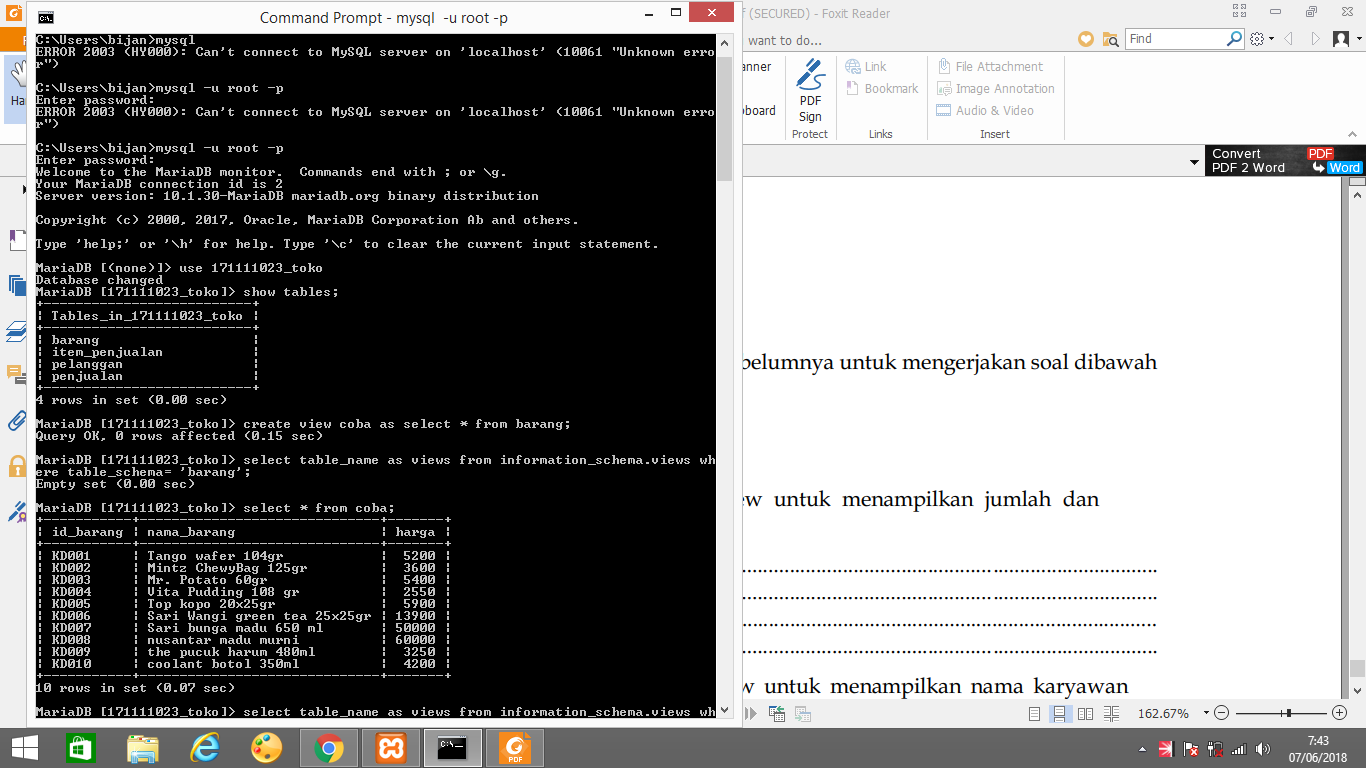 Command Prompt - mysql -u root -p
C:\Users\bijan>mysql
ERROR 2003 (HY000): Can't connect to MySQL server on 'localhost' (10061 "Unknown erro
r")
C:\Users\bijan>mysql -u root -p
Enter password:
ERROR 2003 (HY000): Can't connect to MySQL server on 'localhost' (10061 "Unknown erro
r")
C:\Users\bijan>mysql -u root -p
Enter password:
Welcome to the MariaDB monitor.  Commands end with ; or \g.
Your MariaDB connection id is 2
Server version: 10.1.30-MariaDB mariadb.org binary distribution
Copyright (c) 2000, 2017, Oracle, MariaDB Corporation Ab and others.
Type 'help;' or '\h' for help. Type '\c' to clear the current input statement.
MariaDB [(none)]> use 171111023_toko
Database changed
MariaDB [171111023_toko]> show tables;
+---------------------------+
| Tables_in_171111023_toko |
+---------------------------+
| barang |
| item_penjualan |
| pelanggan |
| penjualan |
+---------------------------+
4 rows in set (0.00 sec)
MariaDB [171111023_toko]> create view coba as select * from barang;
Query OK, 0 rows affected (0.15 sec)
MariaDB [171111023_toko]> select table_name as views from information_schema.views wh
ere table_schema= 'barang';
Empty set (0.00 sec)
MariaDB [171111023_toko]> select * from coba;
| id_barang | nama_barang | harga |
| KD001 | Tango wafer 104gr | 5200 |
| KD002 | Mintz ChewyBag 125gr | 3600 |
| KD003 | Mr. Potato 60gr | 5400 |
| KD004 | Vita Pudding 108 gr | 2550 |
| KD005 | Top kopo 20x25gr | 5900 |
| KD006 | Sari Wangi green tea 25x25gr | 13900 |
| KD007 | Sari bunga madu 650 ml | 50000 |
| KD008 | nusantar madu murni | 60000 |
| KD009 | the pucuk harum 480ml | 3250 |
| KD010 | coolant botol 350ml | 4200 |
10 rows in set (0.07 sec)
MariaDB [171111023_toko]> select table_name as views from information_schema.views wh
f (SECURED) - Foxit Reader
want to do...
Find
Ha
anner
board
PDF
Sign
Protect
Link
Bookmark
Links
File Attachment
Image Annotation
Audio & Video
Insert
Convert PDF
PDF 2 Word Word
belumnya untuk mengerjakan soal dibawah
ew untuk menampilkan jumlah dan
................................................................................
................................................................................
................................................................................
................................................................................
w untuk menampilkan nama karyawan
162.67%
PDF
7:43
07/06/2018